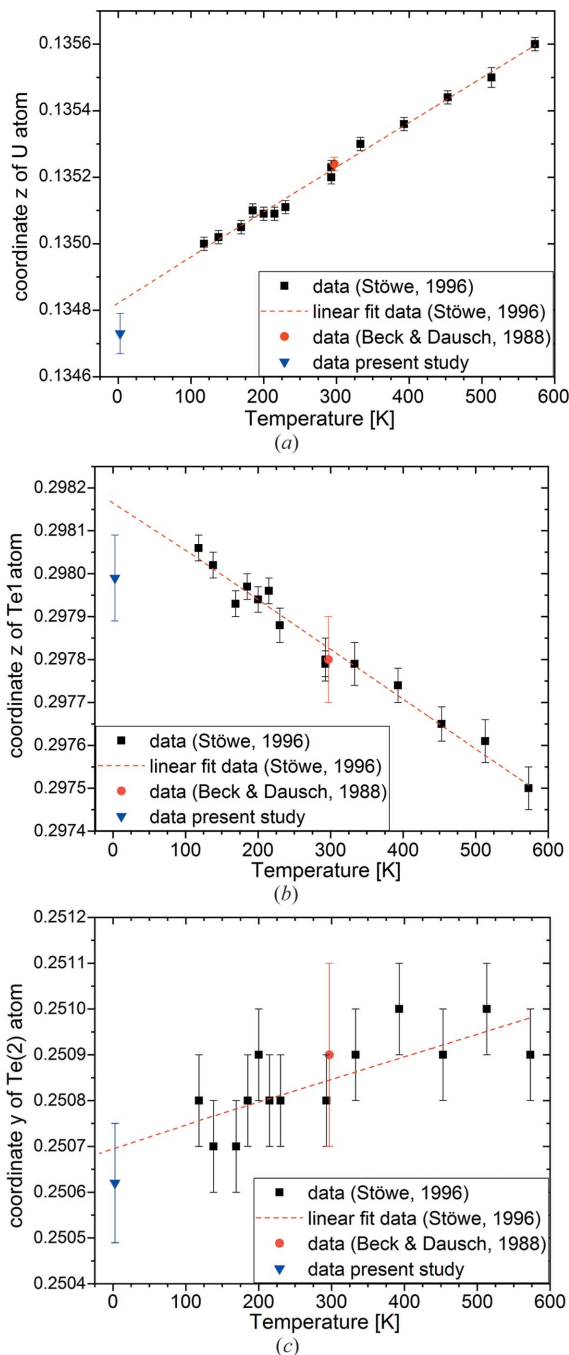 0.1356
0.1354
0.1352
0.1350
0.1348
0.1346
coordinate z of U atom
data (Stöwe, 1996)
linear fit data (Stöwe, 1996)
data (Beck & Dausch, 1988)
data present study
0 100 200 300 400 500 600
Temperature [K]
(a)
0.2982
0.2981
0.2980
0.2979
0.2978
0.2977
0.2976
0.2975
0.2974
coordinate z of Te1 atom
data (Stöwe, 1996)
linear fit data (Stöwe, 1996)
data (Beck & Dausch, 1988)
data present study
0 100 200 300 400 500 600
Temperature [K]
(b)
0.2512
0.2511
0.2510
0.2509
0.2508
0.2507
0.2506
0.2505
0.2504
coordinate y of Te(2) atom
data (Stöwe, 1996)
linear fit data (Stöwe, 1996)
data (Beck & Dausch, 1988)
data present study
0 100 200 300 400 500 600
Temperature [K]
(c)